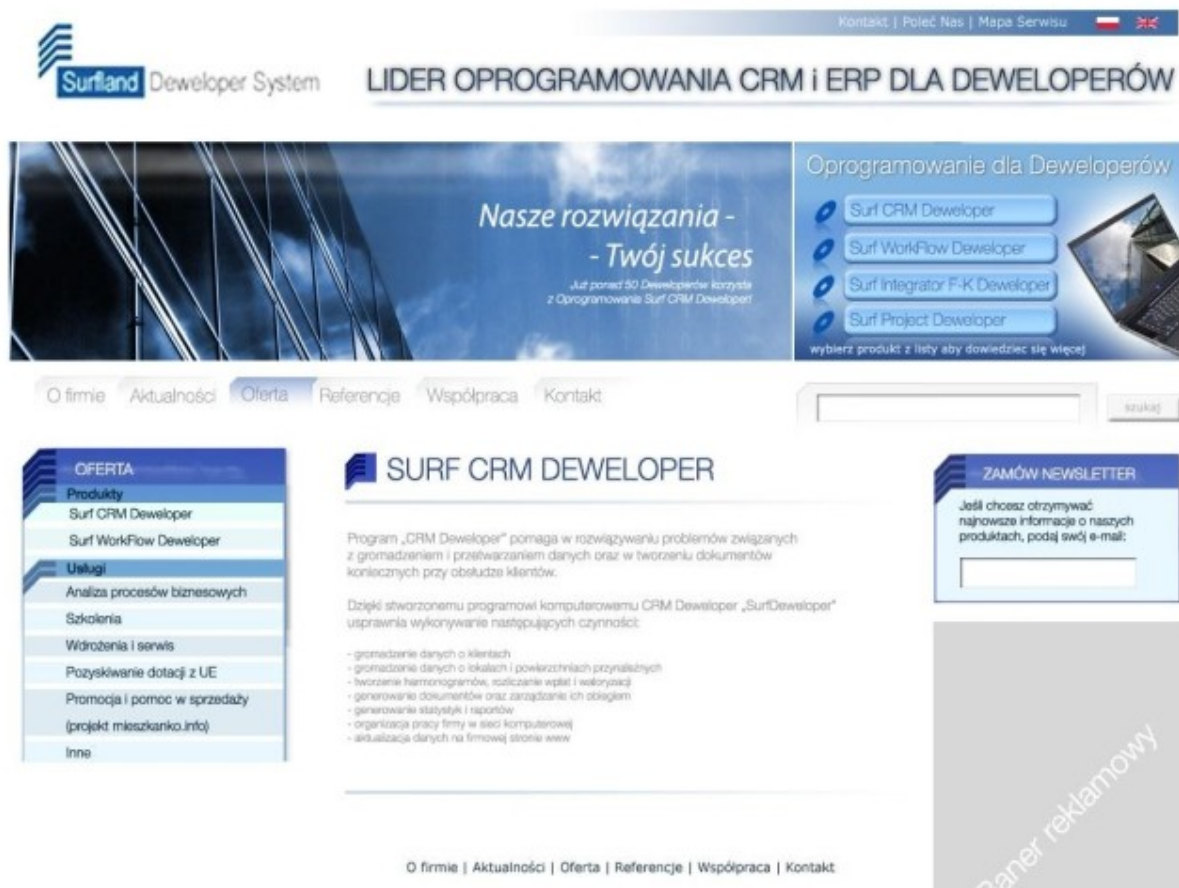 Kontakt | Poleć Nas | Mapa Serwisu
Surfland Deweloper System
LIDER OPROGRAMOWANIA CRM i ERP DLA DEWELOPERÓW
Nasze rozwiązania -
- Twój sukces
Już ponad 50 Deweloperów korzysta
z Oprogramowania Surf CRM Deweloper!
Oprogramowanie dla Deweloperów
Surf CRM Deweloper
Surf WorkFlow Deweloper
Surf Integrator F-K Deweloper
Surf Project Deweloper
wybierz produkt z listy aby dowiedziec się więcej
O firmie Aktualności Oferta Referencje Współpraca Kontakt
szukaj
OFERTA
Produkty
Surf CRM Deweloper
Surf WorkFlow Deweloper
Usługi
Analiza procesów biznesowych
Szkolenia
Wdrożenia i serwis
Pozyskiwanie dotacji z UE
Promocja i pomoc w sprzedaży
(projekt mieszkanko.info)
Inne
SURF CRM DEWELOPER
Program „CRM Deweloper" pomaga w rozwiązywaniu problemów związanych
z gromadzeniem i przetwarzaniem danych oraz w tworzeniu dokumentów
koniecznych przy obsłudze klientów.
Dzięki stworzonemu programowi komputerowemu CRM Deweloper „SurfDeweloper"
usprawnia wykonywanie następujących czynności:
- gromadzenie danych o klientach
- gromadzenie danych o lokalach i powierzchniach przynależnych
- tworzenie harmonogramów, rozliczanie wpłat i waloryzacji
- generowanie dokumentów oraz zarządzanie ich obiegiem
- generowanie statystyk i raportów
- organizacja pracy firmy w sieci komputerowej
- aktualizacja danych na firmowej stronie www
ZAMÓW NEWSLETTER
Jeśli chcesz otrzymywać
najnowsze informacje o naszych
produktach, podaj swój e-mail:
Baner reklamowy
O firmie | Aktualności | Oferta | Referencje | Współpraca | Kontakt